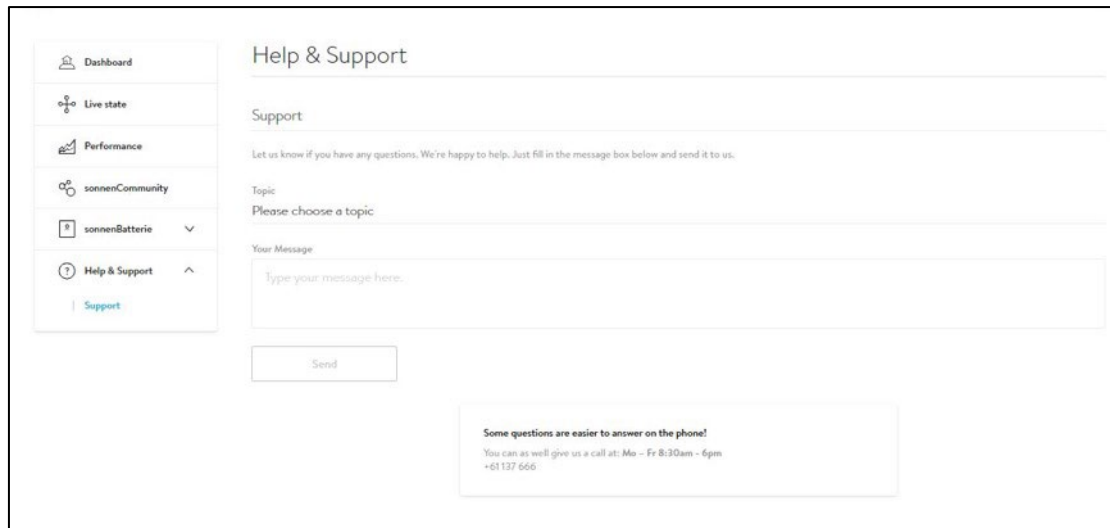 Dashboard
Live state
Performance
sonnenCommunity
sonnenBatterie
Help & Support
Support
Help & Support
Support
Let us know if you have any questions. We're happy to help. Just fill in the message box below and send it to us.
Topic
Please choose a topic
Your Message
Type your message here.
Send
Some questions are easier to answer on the phone!
You can as well give us a call at: Mo – Fr 8:30am - 6pm
+61 137 666